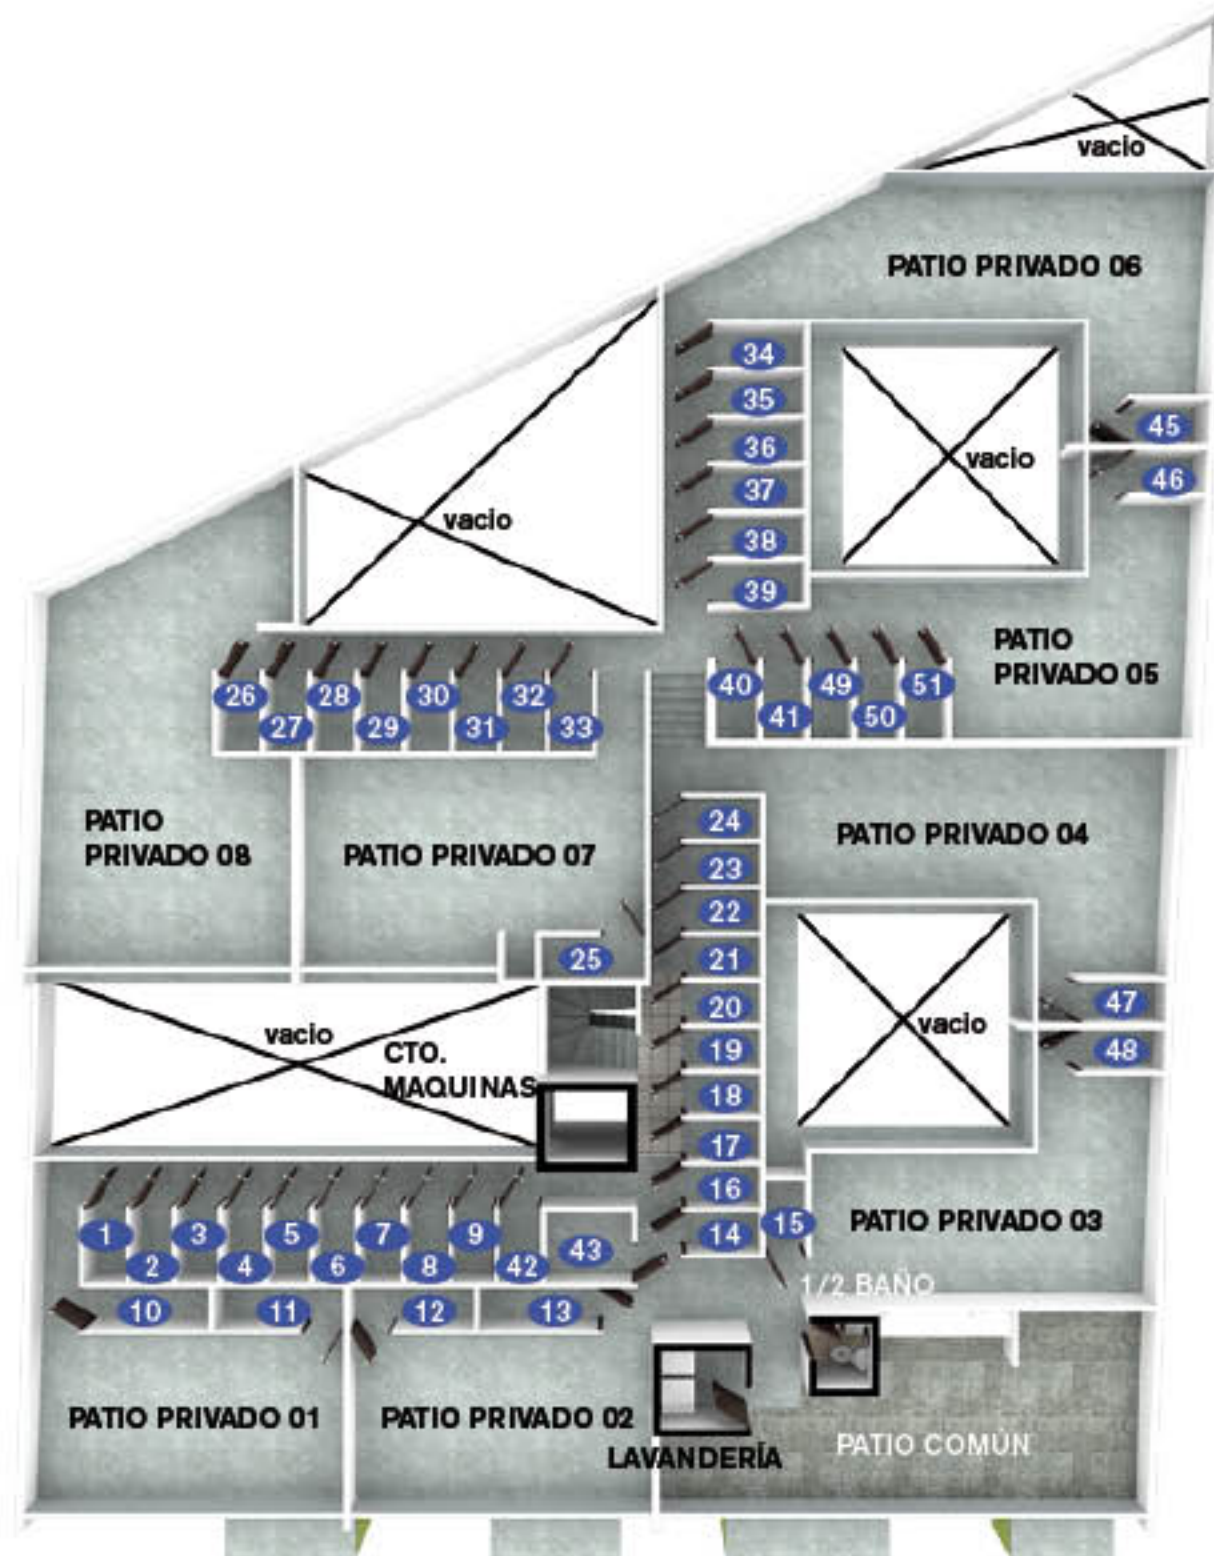 vacio
PATIO PRIVADO 06
34
35
36
37
38
39
vacio
45
46
vacio
PATIO
PRIVADO 05
26
27
28
29
30
31
32
33
40
41
49
50
51
PATIO
PRIVADO 08
PATIO PRIVADO 07
PATIO PRIVADO 04
24
23
22
21
20
19
18
17
16
14
15
25
vacio
47
48
vacio
CTO.
MAQUINAS
1
2
3
4
5
6
7
8
9
42
43
10
11
12
13
PATIO PRIVADO 03
1/2 BAÑO
PATIO PRIVADO 01
PATIO PRIVADO 02
LAVANDERÍA
PATIO COMÚN